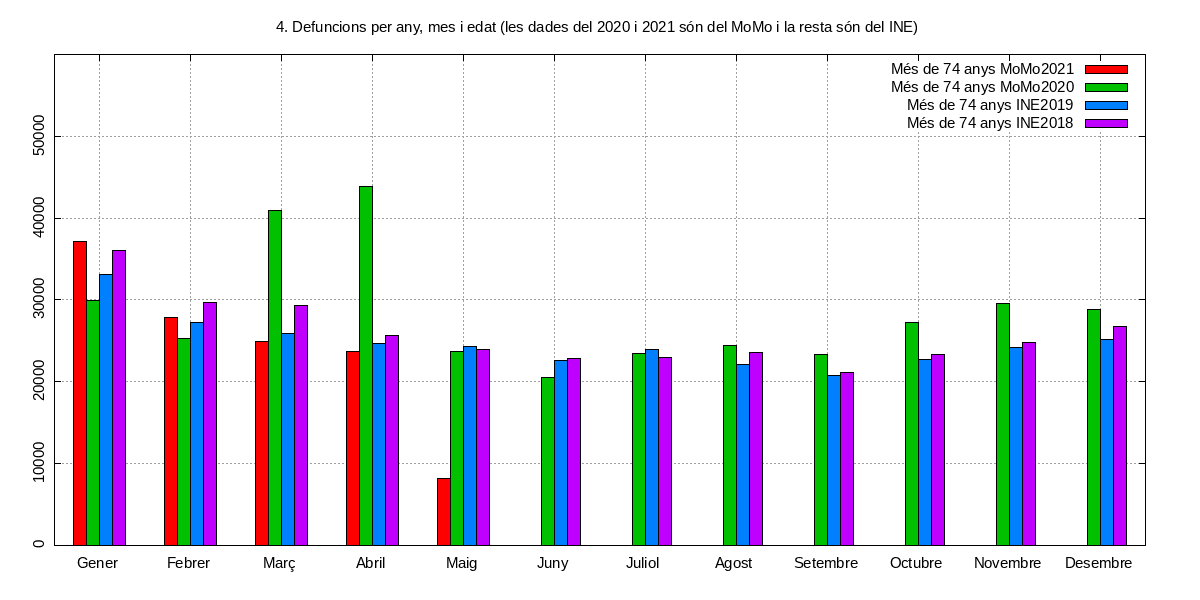 4. Defuncions per any, mes i edat (les dades del 2020 i 2021 són del MoMo i la resta són del INE)
Més de 74 anys MoMo2021
Més de 74 anys MoMo2020
Més de 74 anys INE2019
Més de 74 anys INE2018
50000
40000
30000
20000
10000
0
Gener Febrer Març Abril Maig Juny Juliol Agost Setembre Octubre Novembre Desembre